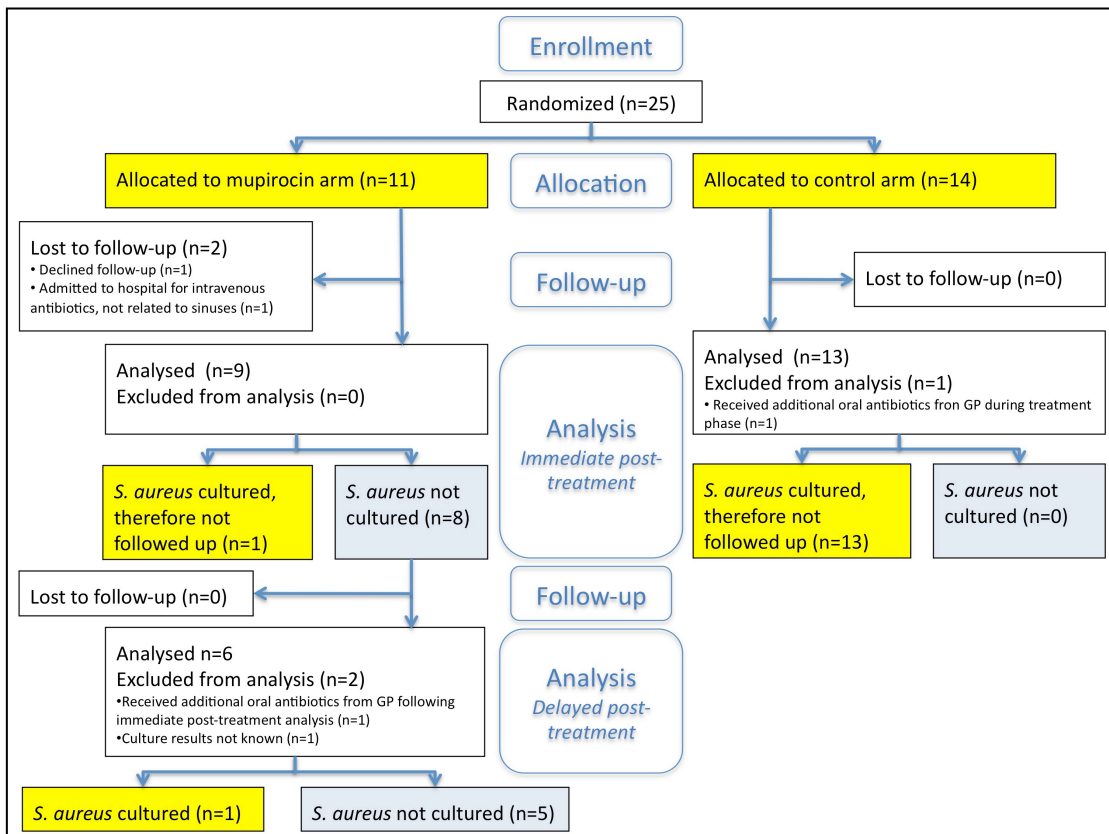 Enrollment
Randomized (n=25)
Allocated to mupirocin arm (n=11)
Allocation
Allocated to control arm (n=14)
Lost to follow-up (n=2)
• Declined follow-up (n=1)
• Admitted to hospital for intravenous
antibiotics, not related to sinuses (n=1)
Follow-up
Lost to follow-up (n=0)
Analysed  (n=9)
Excluded from analysis (n=0)
Analysis
Immediate post-
treatment
Analysed (n=13)
Excluded from analysis (n=1)
• Received additional oral antibiotics fron GP during treatment
phase (n=1)
S. aureus cultured,
therefore not
followed up (n=1)
S. aureus not
cultured (n=8)
S. aureus cultured,
therefore not
followed up (n=13)
S. aureus not
cultured (n=0)
Lost to follow-up (n=0)
Follow-up
Analysed n=6
Excluded from analysis (n=2)
•Received additional oral antibiotics from GP following
immediate post-treatment analysis (n=1)
•Culture results not known (n=1)
Analysis
Delayed post-
treatment
S. aureus cultured (n=1)
S. aureus not cultured (n=5)